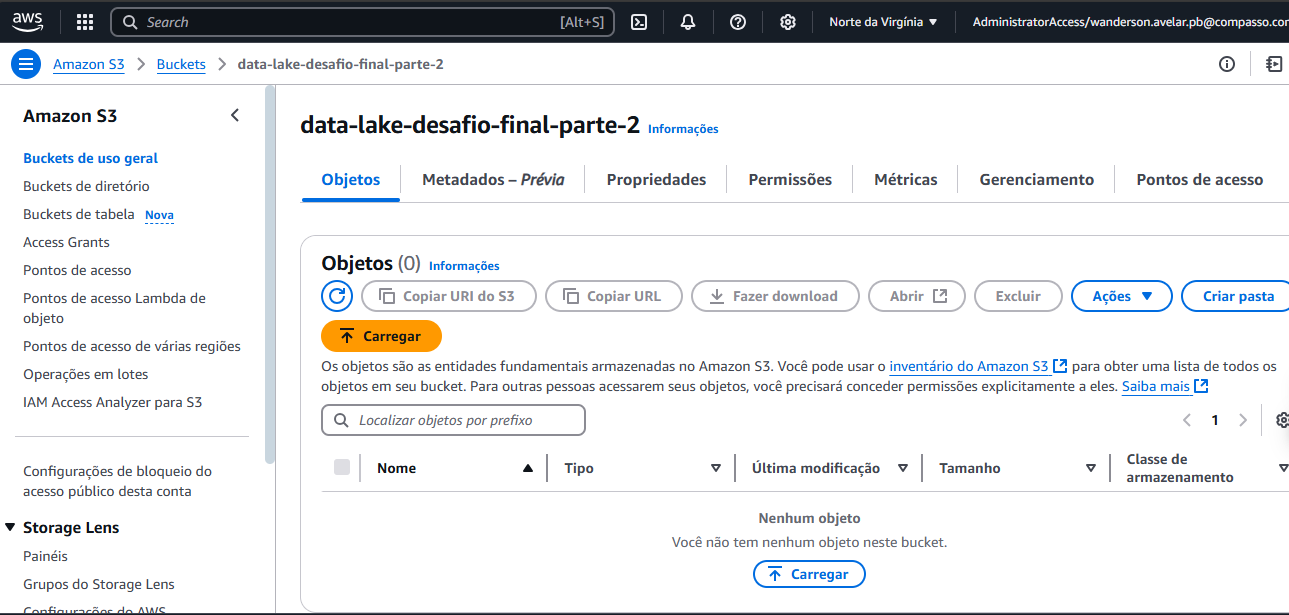 aws
Search [Alt+S] Norte da Virgínia AdministratorAccess/wanderson.avelar.pb@compasso.cor
Amazon S3 > Buckets > data-lake-desafio-final-parte-2
Amazon S3
Buckets de uso geral
Buckets de diretório
Buckets de tabela Nova
Access Grants
Pontos de acesso
Pontos de acesso Lambda de
objeto
Pontos de acesso de várias regiões
Operações em lotes
IAM Access Analyzer para S3
Configurações de bloqueio do
acesso público desta conta
Storage Lens
Painéis
Grupos do Storage Lens
Configurações do AWS
data-lake-desafio-final-parte-2 Informações
Objetos Metadados – Prévia Propriedades Permissões Métricas Gerenciamento Pontos de acesso
Objetos (0) Informações
Copiar URI do S3 Copiar URL Fazer download Abrir Excluir Ações Criar pasta
Carregar
Os objetos são as entidades fundamentais armazenadas no Amazon S3. Você pode usar o inventário do Amazon S3 para obter uma lista de todos os
objetos em seu bucket. Para outras pessoas acessarem seus objetos, você precisará conceder permissões explicitamente a eles. Saiba mais
Localizar objetos por prefixo
1
Nome Tipo Última modificação Tamanho Classe de
armazenamento
Nenhum objeto
Você não tem nenhum objeto neste bucket.
Carregar